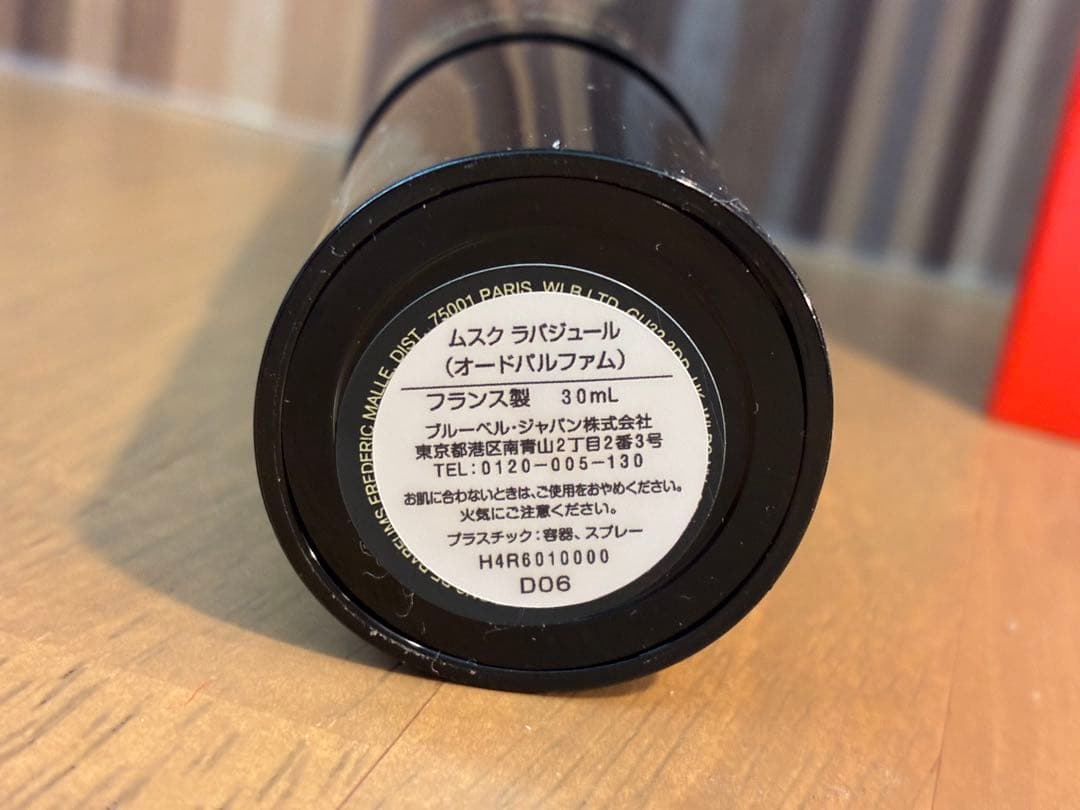 ムスク ラバジュール
（オードパルファム）
フランス製 30mL
ブルーベル・ジャパン株式会社
東京都港区南青山2丁目2番3号
TEL:0120-005-130
お肌に合わないときは、ご使用をおやめください。
火気にご注意ください。
プラスチック：容器、スプレー
H4R6010000
D06
PARFUMS FREDERIC MALLE, DIST, 75001 PARIS, WLB LTD,